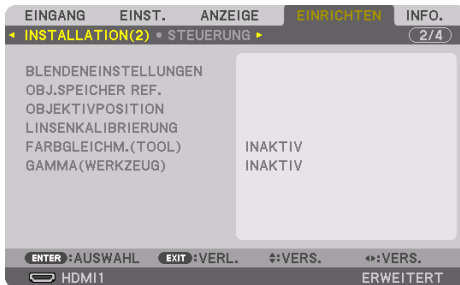 EINGANG EINST. ANZEIGE EINRICHTEN INFO.
INSTALLATION(2) • STEUERUNG 2/4
BLENDENEINSTELLUNGEN
OBJ.SPEICHER REF.
OBJEKTIVPOSITION
LINSENKALIBRIERUNG
FARBGLEICHM.(TOOL) INAKTIV
GAMMA(WERKZEUG) INAKTIV
ENTER:AUSWAHL EXIT:VERL. :VERS. :VERS.
HDMI1 ERWEITERT